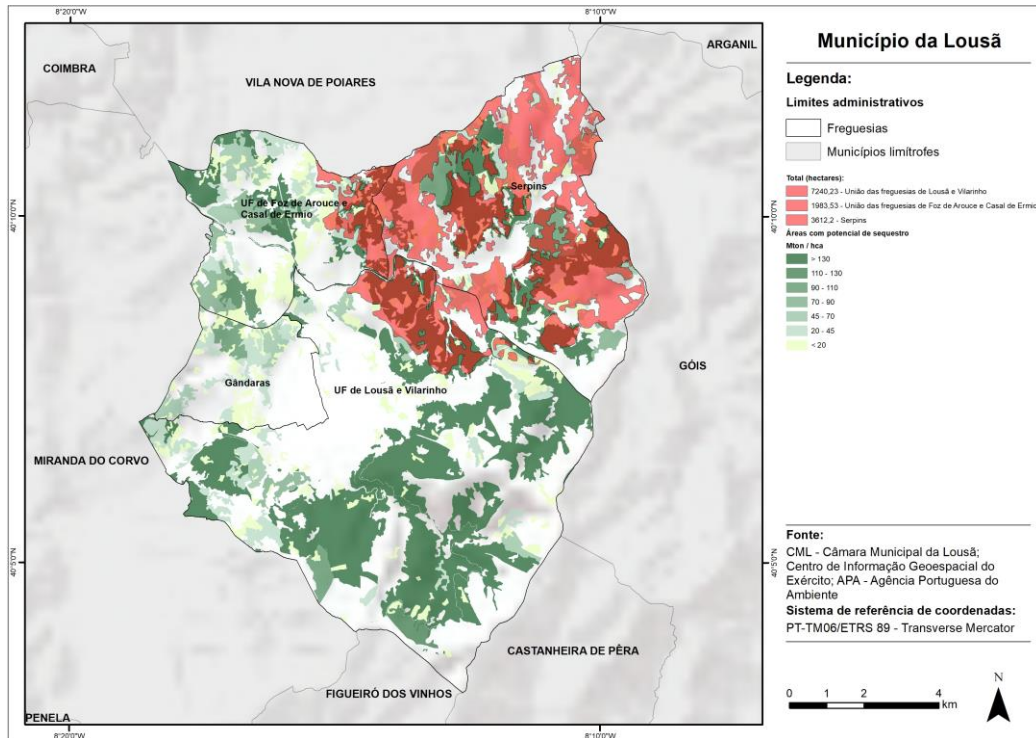 8°20'0"W
8°10'0"W
COIMBRA
VILA NOVA DE POIARES
ARGANIL
Serpins
UF de Foz de Arouce e
Casal de Ermio
40°10'0"N
40°10'0"N
GÓIS
Gândaras
UF de Lousã e Vilarinho
MIRANDA DO CORVO
40°5'0"N
40°5'0"N
CASTANHEIRA DE PÊRA
FIGUEIRÓ DOS VINHOS
PENELA
8°20'0"W
8°10'0"W
Município da Lousã
Legenda:
Limites administrativos
Freguesias
Municípios limítrofes
Total (hectares):
7240,23 - União das freguesias de Lousã e Vilarinho
1983,53 - União das freguesias de Foz de Arouce e Casal de Ermio
3612,2 - Serpins
Áreas com potencial de sequestro
Mton / hca
> 130
110 - 130
90 - 110
70 - 90
45 - 70
20 - 45
< 20
Fonte:
CML - Câmara Municipal da Lousã;
Centro de Informação Geoespacial do
Exército; APA - Agência Portuguesa do
Ambiente
Sistema de referência de coordenadas:
PT-TM06/ETRS 89 - Transverse Mercator
N
0 1 2 4
km